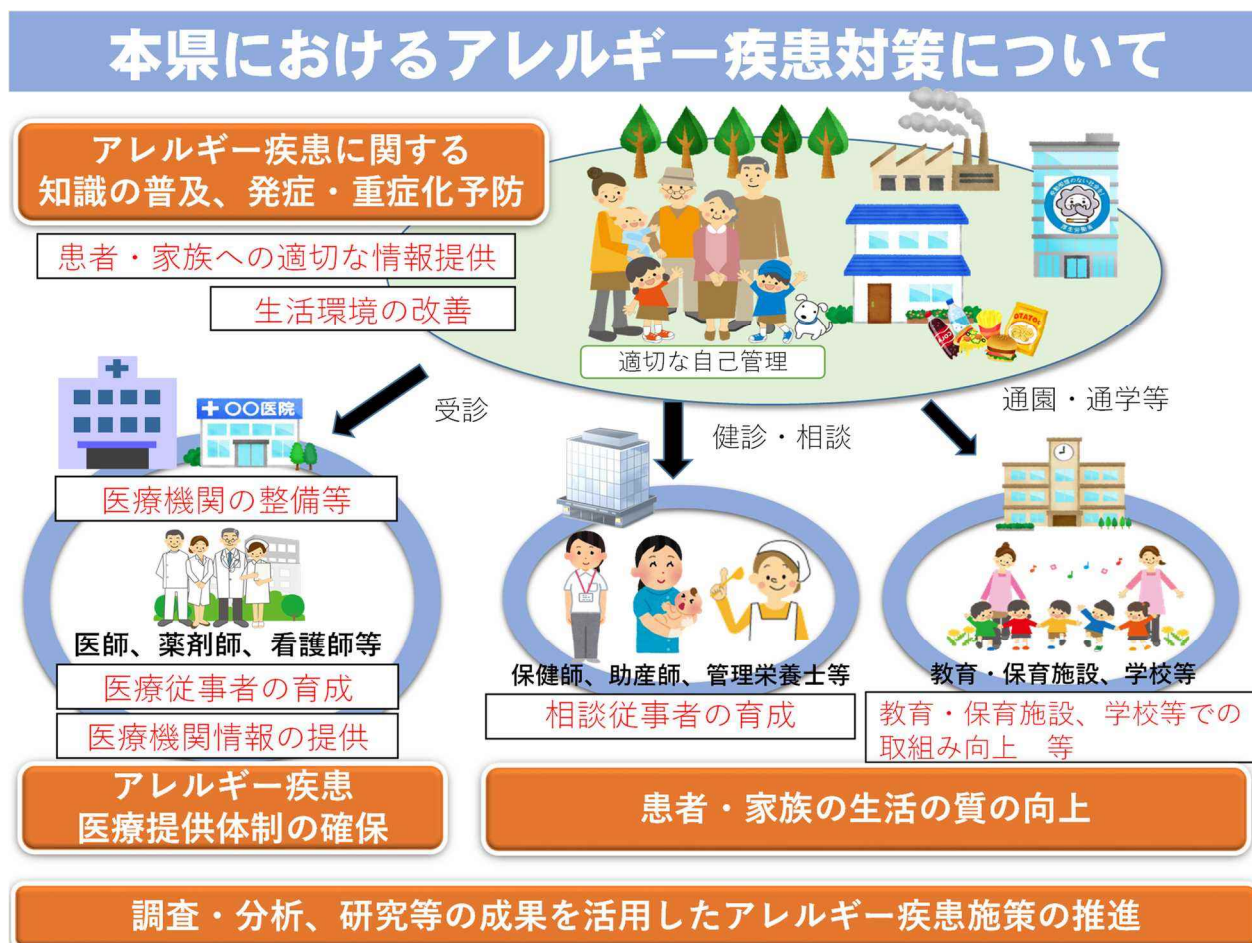 本県におけるアレルギー疾患対策について
アレルギー疾患に関する
知識の普及、発症・重症化予防
患者・家族への適切な情報提供
生活環境の改善
適切な自己管理
受診
健診・相談
通園・通学等
〇〇医院
医療機関の整備等
医師、薬剤師、看護師等
医療従事者の育成
医療機関情報の提供
保健師、助産師、管理栄養士等
相談従事者の育成
教育・保育施設、学校等
教育・保育施設、学校等での
取組み向上　等
アレルギー疾患
医療提供体制の確保
患者・家族の生活の質の向上
調査・分析、研究等の成果を活用したアレルギー疾患施策の推進